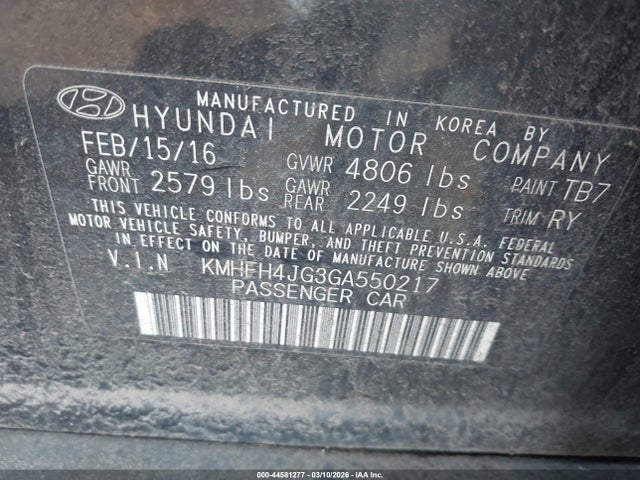 MANUFACTURED IN KOREA BY
HYUNDAI MOTOR COMPANY
FEB/15/16 GVWR 4806 lbs PAINT TB7
GAWR FRONT 2579 lbs GAWR REAR 2249 lbs TRIM RY
THIS VEHICLE CONFORMS TO ALL APPLICABLE U.S.A. FEDERAL
MOTOR VEHICLE SAFETY, BUMPER, AND THEFT PREVENTION
STANDARDS IN EFFECT ON THE DATE OF MANUFACTURE SHOWN ABOVE
V.I.N KMHFH4JG3GA550217
PASSENGER CAR
000-44581277 — 03/10/2026 — IAA Inc.